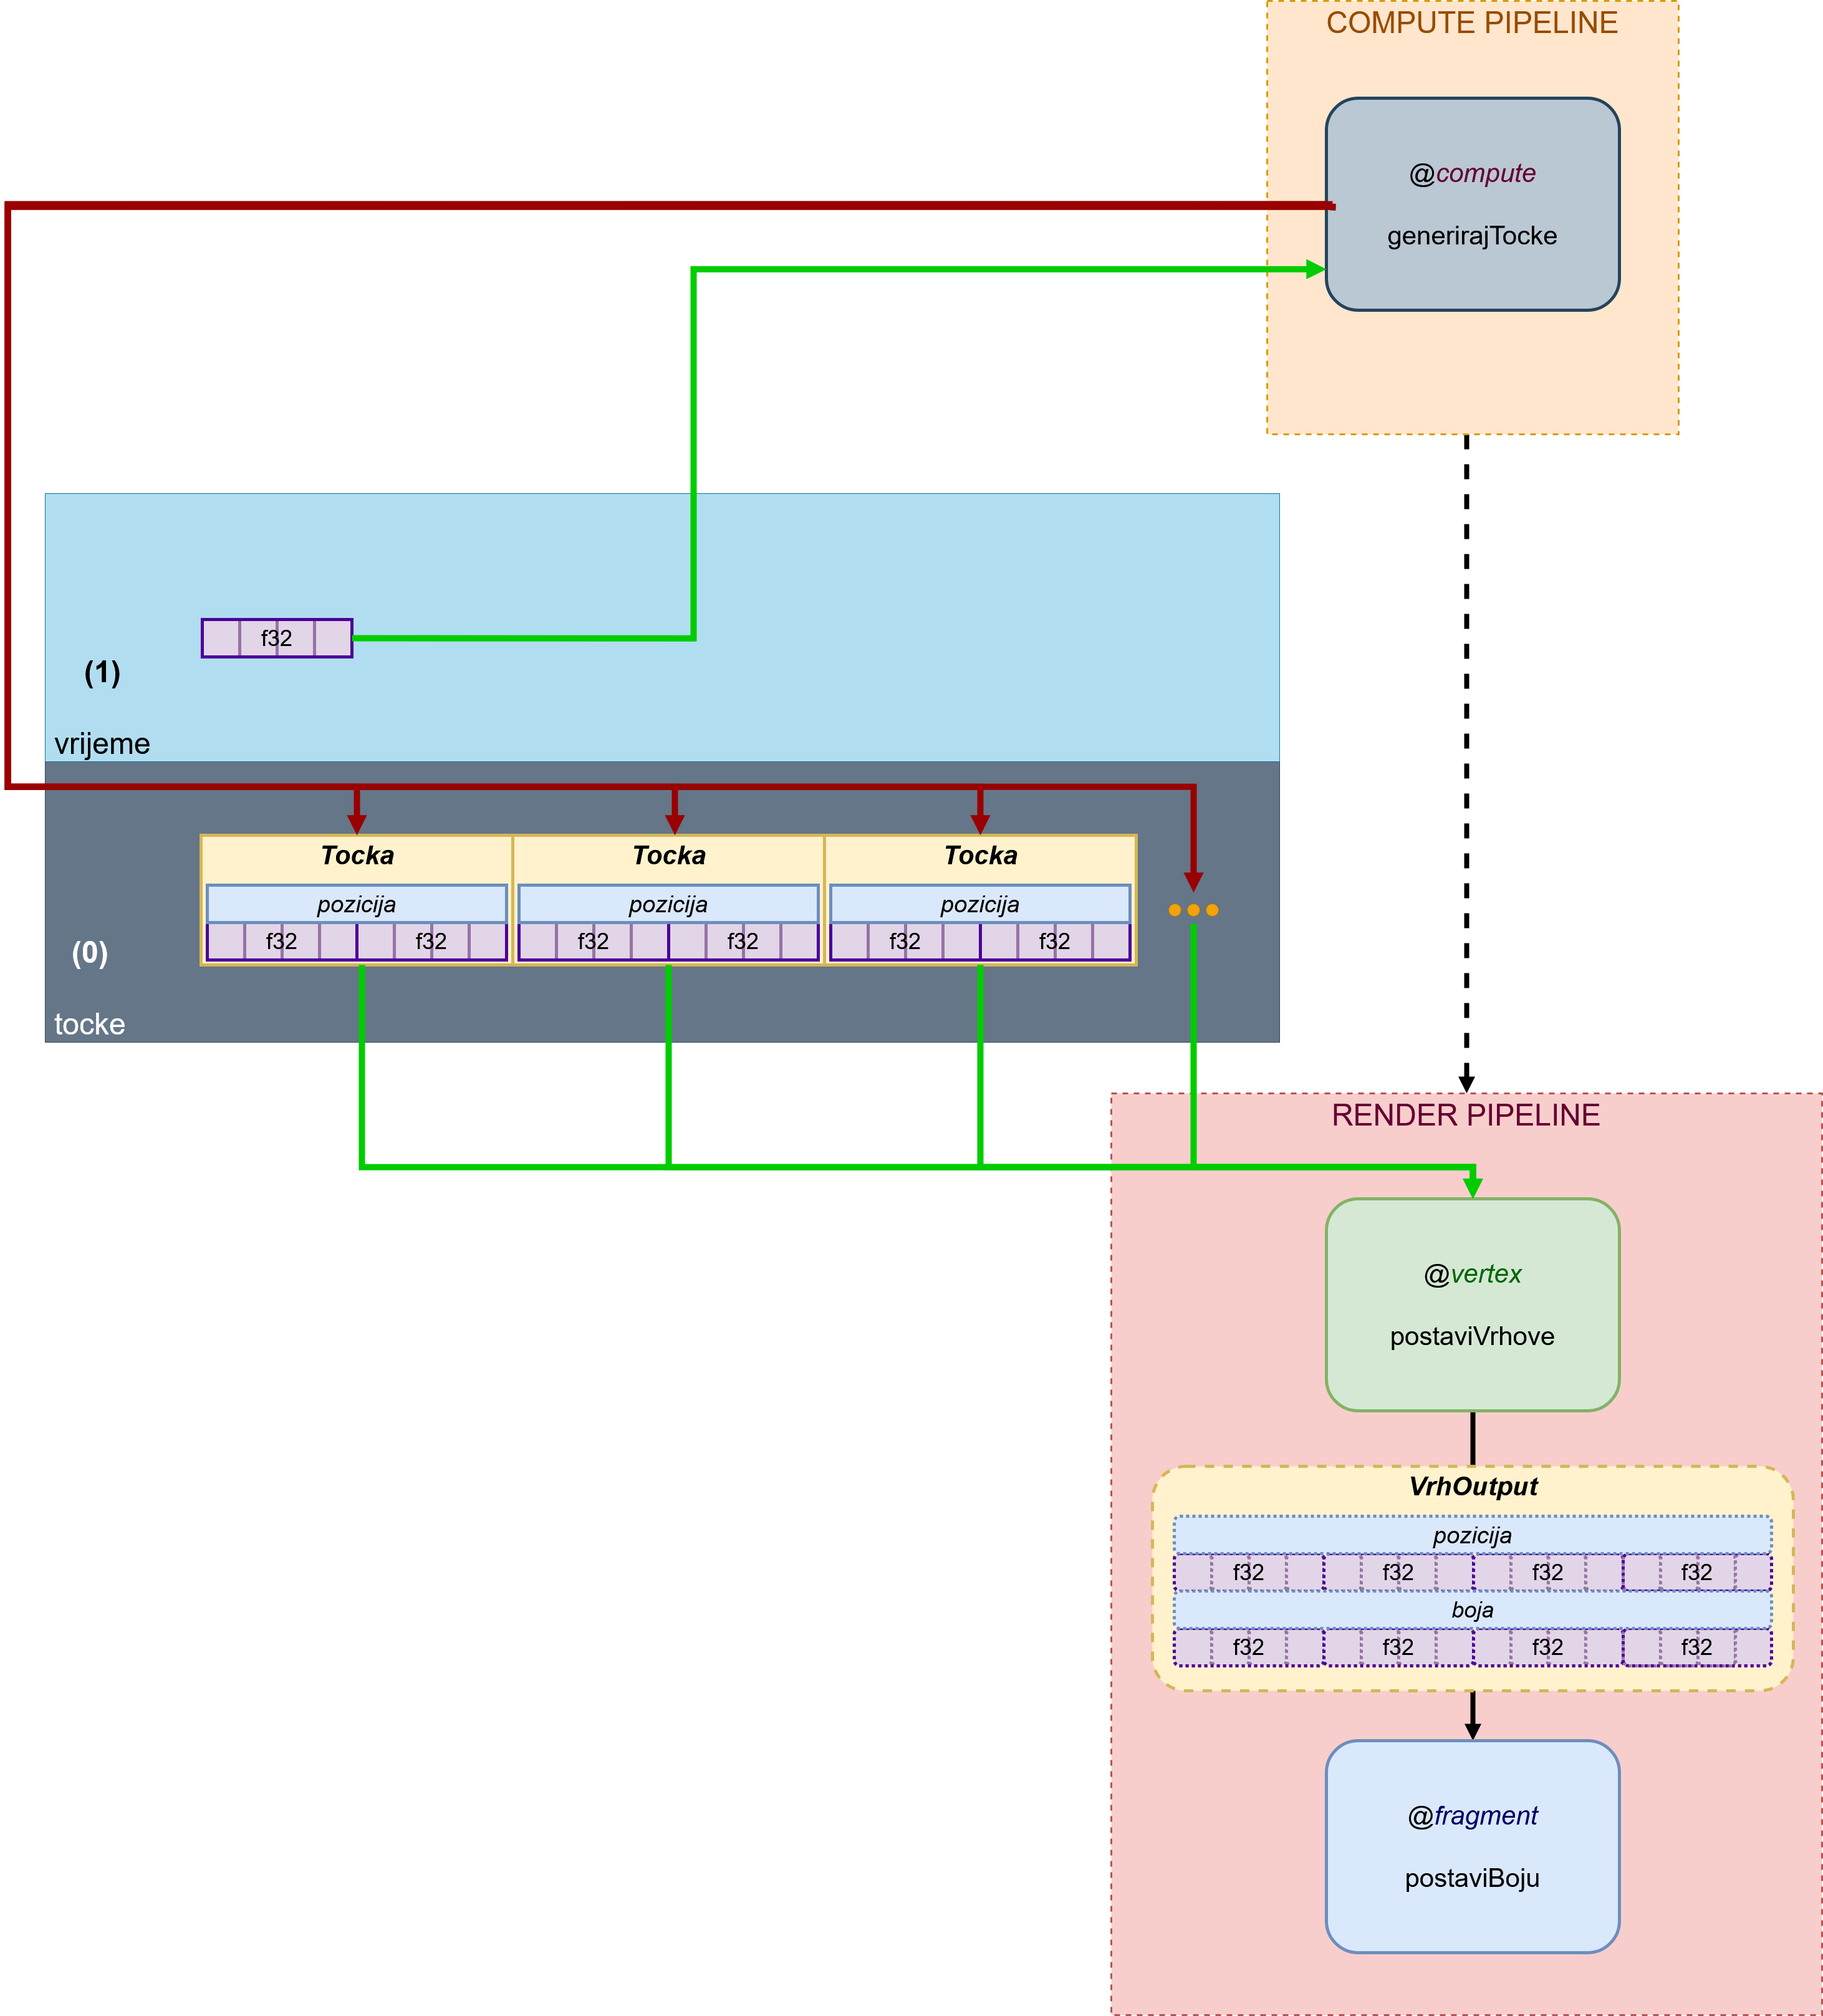 COMPUTE PIPELINE
@compute
generirajTocke
f32
(1)
vrijeme
Tocka Tocka Tocka
pozicija pozicija pozicija
f32 f32 f32 f32 f32 f32
(0)
tocke
RENDER PIPELINE
@vertex
postaviVrhove
VrhOutput
pozicija
f32 f32 f32 f32
boja
f32 f32 f32 f32
@fragment
postaviBoju